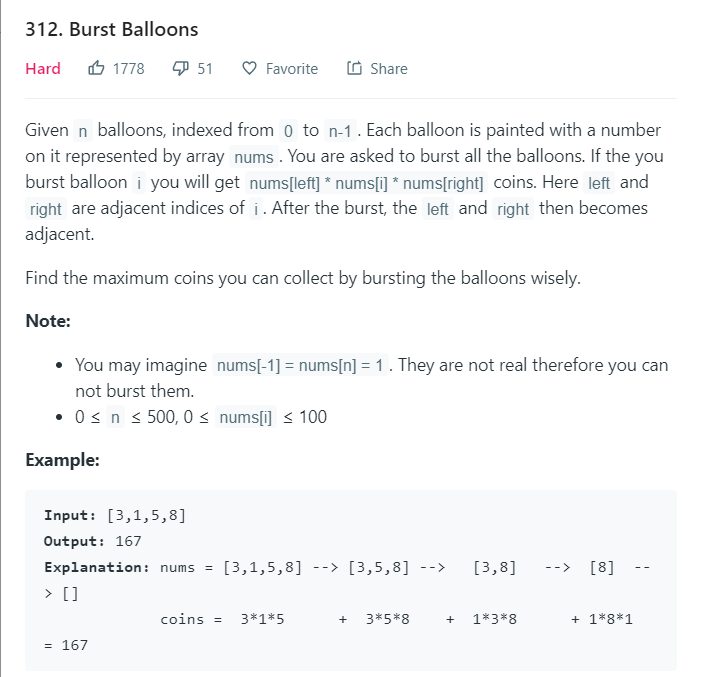 312. Burst Balloons
Hard 1778 51 Favorite Share
Given n balloons, indexed from 0 to n-1 . Each balloon is painted with a number
on it represented by array nums . You are asked to burst all the balloons. If the you
burst balloon i you will get nums[left] * nums[i] * nums[right] coins. Here left and
right are adjacent indices of i . After the burst, the left and right then becomes
adjacent.
Find the maximum coins you can collect by bursting the balloons wisely.
Note:
• You may imagine nums[-1] = nums[n] = 1 . They are not real therefore you can
not burst them.
• 0 ≤ n ≤ 500, 0 ≤ nums[i] ≤ 100
Example:
Input: [3,1,5,8]
Output: 167
Explanation: nums = [3,1,5,8] --> [3,5,8] --> [3,8] --> [8] --
> []
coins = 3*1*5 + 3*5*8 + 1*3*8 + 1*8*1
= 167